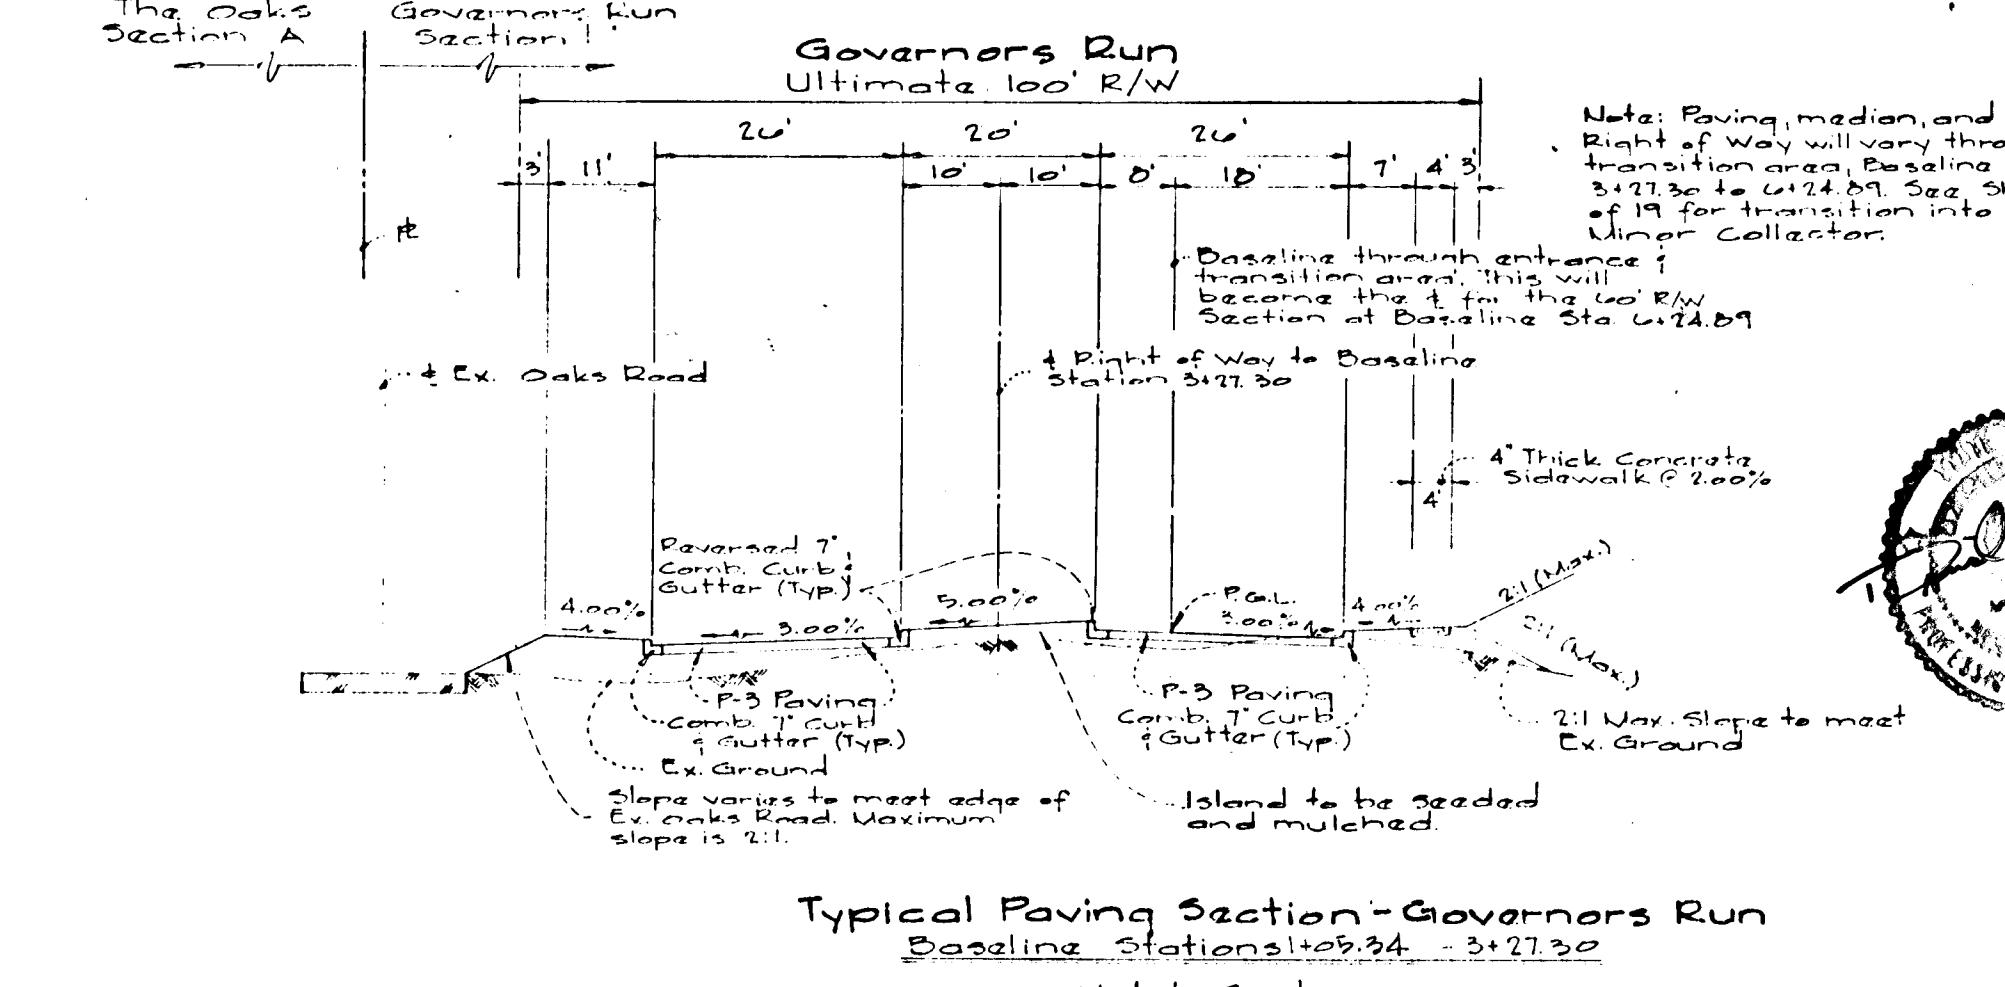 The Oaks
Section A
Governors Run
Section 1
Governors Run
Ultimate 100' R/W
26'
20'
26'
3'
11'
10'
10'
8'
18'
7'
4'
3'
Note: Paving, median, and
Right of Way will vary
transition area, Baseline
3+27.30 to 6+24.89. See
of 19 for transition into
Minor Collector.
℄
Baseline through entrance &
transition area. This will
become the ℄ for the 60' R/W
Section at Baseline Sta. 6+24.89
℄ Ex. Oaks Road
℄ Right of Way to Baseline
Station 3+27.30
4" Thick Concrete
Sidewalk @ 2.00%
4'
Reversed 7"
Comb. Curb &
Gutter (Typ.)
4.00%
3.00%
5.00%
P.G.L.
3.00%
4.00%
2:1 (Max.)
2:1 (Max.)
P-3 Paving
Comb. 7" Curb
& Gutter (Typ.)
P-3 Paving
Comb. 7" Curb
& Gutter (Typ.)
2:1 Max. Slope to meet
Ex. Ground
Ex. Ground
Slope varies to meet edge of
Ex. Oaks Road. Maximum
slope is 2:1.
Island to be seeded
and mulched.
Typical Paving Section - Governors Run
Baseline Stations 1+05.34 - 3+27.30